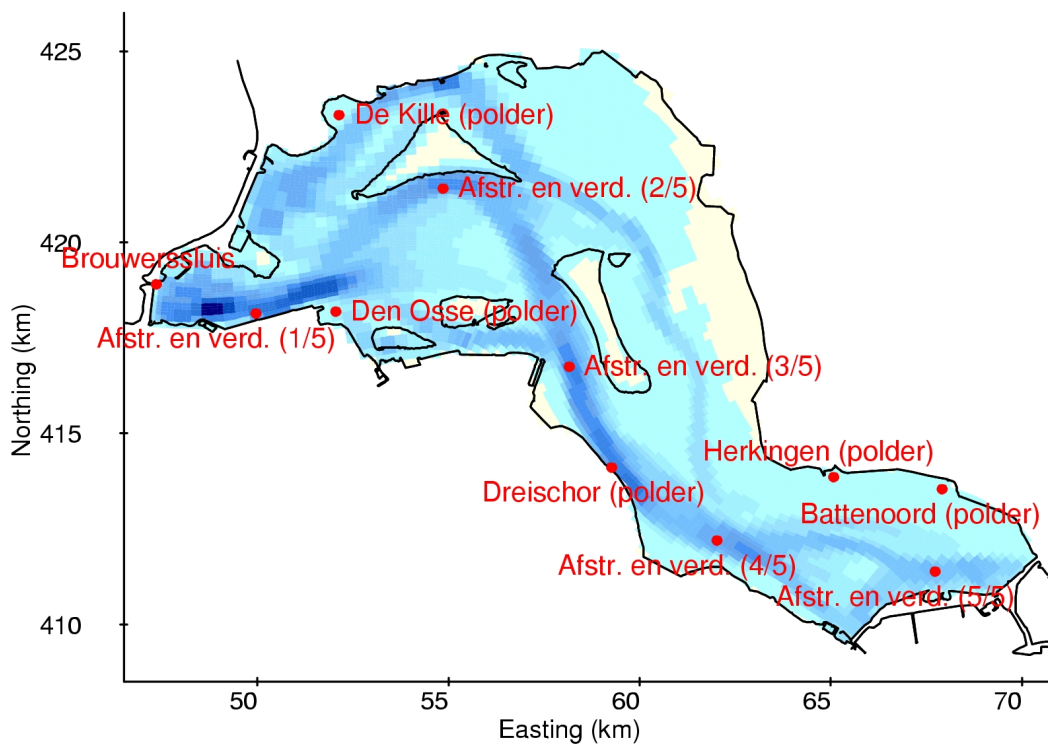 425
De Kille (polder)
Afstr. en verd. (2/5)
420
Brouwerssluis
Den Osse (polder)
Afstr. en verd. (1/5)
Afstr. en verd. (3/5)
Northing (km)
415
Herkingen (polder)
Dreischor (polder)
Battenoord (polder)
Afstr. en verd. (4/5)
Afstr. en verd. (5/5)
410
50 55 60 65 70
Easting (km)